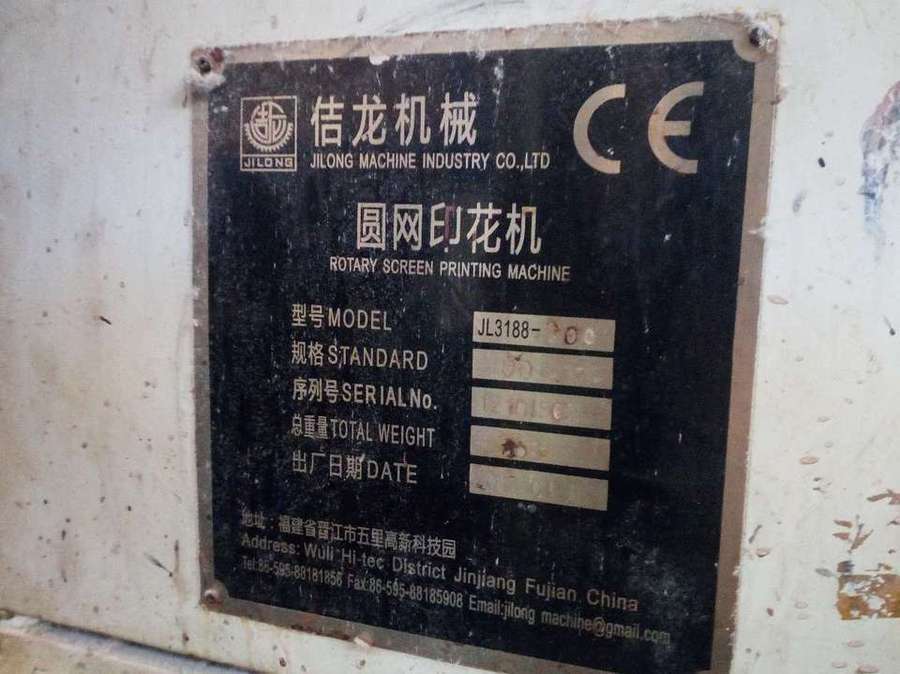 JILONG
佶龙机械
JILONG MACHINE INDUSTRY CO.,LTD
CE
圆网印花机
ROTARY SCREEN PRINTING MACHINE
型号MODEL JL3188-
规格STANDARD
序列号SERIALNo.
总重量TOTAL WEIGHT
出厂日期DATE
地址：福建省晋江市五里高新科技园
Address: Wuli Hi-tec District Jinjiang Fujian, China
Tel:86-595-88181856 Fax:86-595-88185908 Email:jilong machine@gmail.com